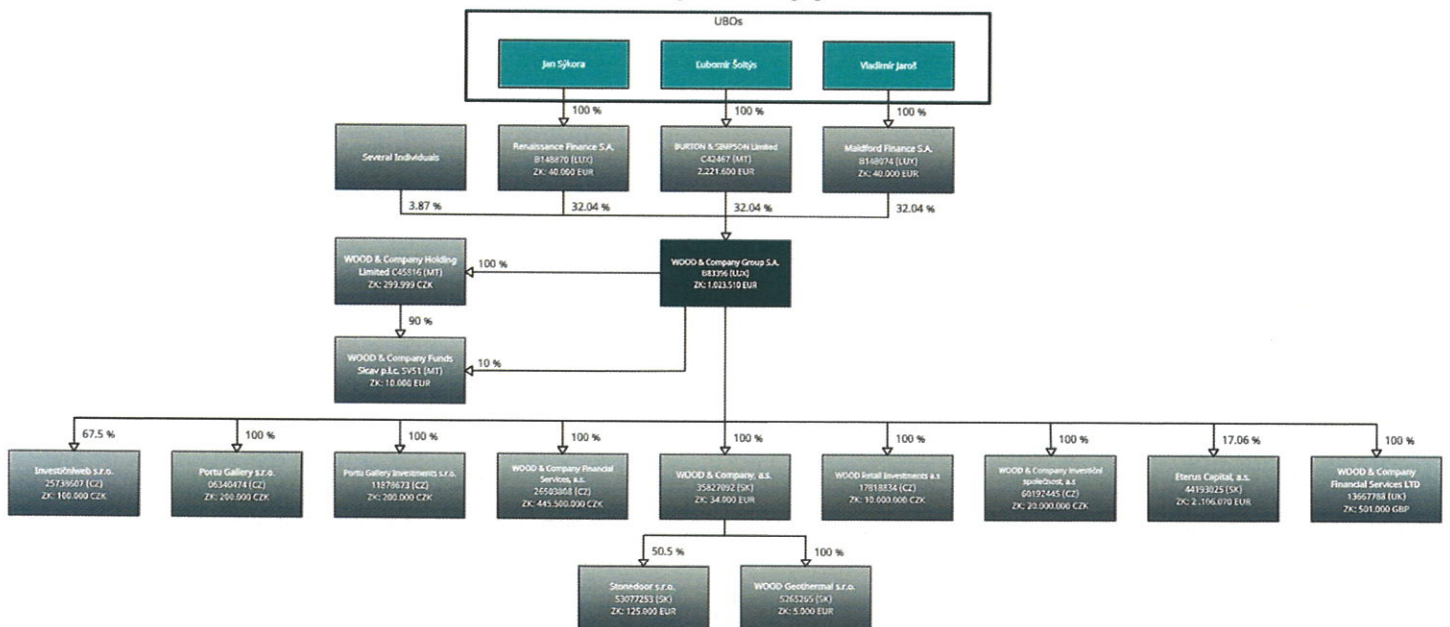 UBOs
Jan Sýkora
Ľubomír Šoltýs
Vladimír Jaroš
100 %
100 %
100 %
Several Individuals
Renaissance Finance S.A.
B148870 (LUX)
ZK: 40.000 EUR
BURTON & SIMPSON Limited
C42467 (MT)
2.221.600 EUR
Maldford Finance S.A.
B148074 (LUX)
ZK: 40.000 EUR
3.87 %
32.04 %
32.04 %
32.04 %
WOOD & Company Holding
Limited C45816 (MT)
ZK: 299.999 CZK
100 %
WOOD & Company Group S.A.
B83396 (LUX)
ZK: 1.023.510 EUR
90 %
WOOD & Company Funds
Sicav p.l.c. SV51 (MT)
ZK: 10.000 EUR
10 %
67.5 %
100 %
100 %
100 %
100 %
100 %
100 %
17.06 %
100 %
Investičníweb s.r.o.
25738607 (CZ)
ZK: 100.000 CZK
Portu Gallery s.r.o.
06340474 (CZ)
ZK: 200.000 CZK
Portu Gallery Investments s.r.o.
11878673 (CZ)
ZK: 200.000 CZK
WOOD & Company Financial
Services, a.s.
26503808 (CZ)
ZK: 445.500.000 CZK
WOOD & Company, a.s.
35827092 (SK)
ZK: 34.000 EUR
WOOD Retail Investments a.s
17818834 (CZ)
ZK: 10.000.000 CZK
WOOD & Company investiční
společnost, a.s
60192445 (CZ)
ZK: 20.000.000 CZK
Eterus Capital, a.s.
44193025 (SK)
ZK: 2.166.070 EUR
WOOD & Company
Financial Services LTD
13667788 (UK)
ZK: 501.000 GBP
50.5 %
100 %
Stonedoor s.r.o.
53077253 (SK)
ZK: 125.000 EUR
WOOD Geothermal s.r.o.
5265265 (SK)
ZK: 5.000 EUR